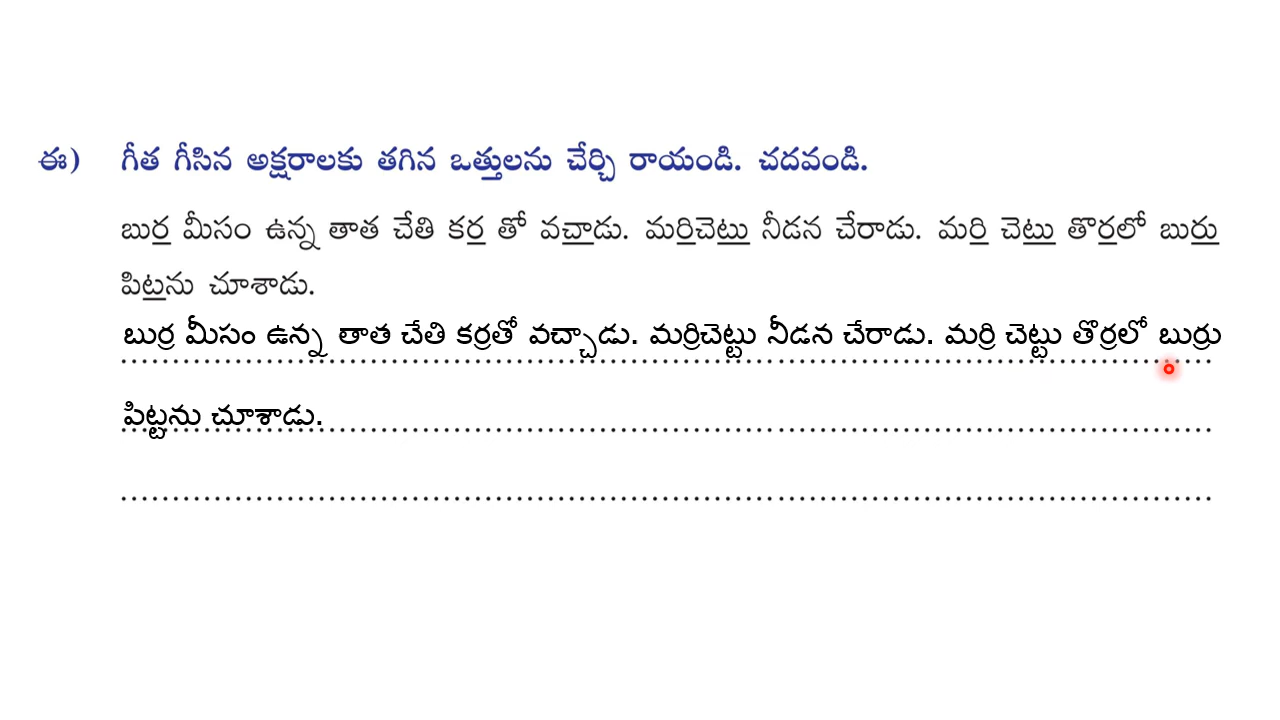 ఈ) గీత గీసిన అక్షరాలకు తగిన ఒత్తులను చేర్చి రాయండి. చదవండి.
బుర మీసం ఉన్న తాత చేతి కర తో వచాడు. మరిచెటు నీడన చేరాడు. మరి చెటు తొరలో బురు
పిటను చూశాడు.
బుర్ర మీసం ఉన్న తాత చేతి కర్రతో వచ్చాడు. మర్రిచెట్టు నీడన చేరాడు. మర్రి చెట్టు తొర్రలో బుర్రు
పిట్టను చూశాడు.